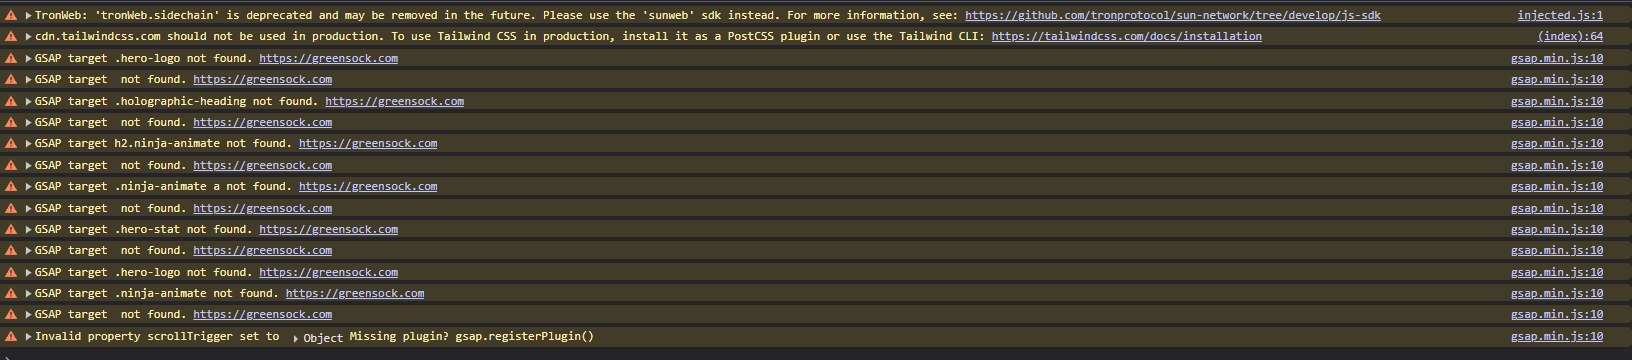 TronWeb: 'tronWeb.sidechain' is deprecated and may be removed in the future. Please use the 'sunweb' sdk instead. For more information, see: https://github.com/tronprotocol/sun-network/tree/develop/js-sdk injected.js:1
cdn.tailwindcss.com should not be used in production. To use Tailwind CSS in production, install it as a PostCSS plugin or use the Tailwind CLI: https://tailwindcss.com/docs/installation (index):64
GSAP target .hero-logo not found. https://greensock.com gsap.min.js:10
GSAP target  not found. https://greensock.com gsap.min.js:10
GSAP target .holographic-heading not found. https://greensock.com gsap.min.js:10
GSAP target  not found. https://greensock.com gsap.min.js:10
GSAP target h2.ninja-animate not found. https://greensock.com gsap.min.js:10
GSAP target  not found. https://greensock.com gsap.min.js:10
GSAP target .ninja-animate a not found. https://greensock.com gsap.min.js:10
GSAP target  not found. https://greensock.com gsap.min.js:10
GSAP target .hero-stat not found. https://greensock.com gsap.min.js:10
GSAP target  not found. https://greensock.com gsap.min.js:10
GSAP target .hero-logo not found. https://greensock.com gsap.min.js:10
GSAP target .ninja-animate not found. https://greensock.com gsap.min.js:10
GSAP target  not found. https://greensock.com gsap.min.js:10
Invalid property scrollTrigger set to Object Missing plugin? gsap.registerPlugin() gsap.min.js:10